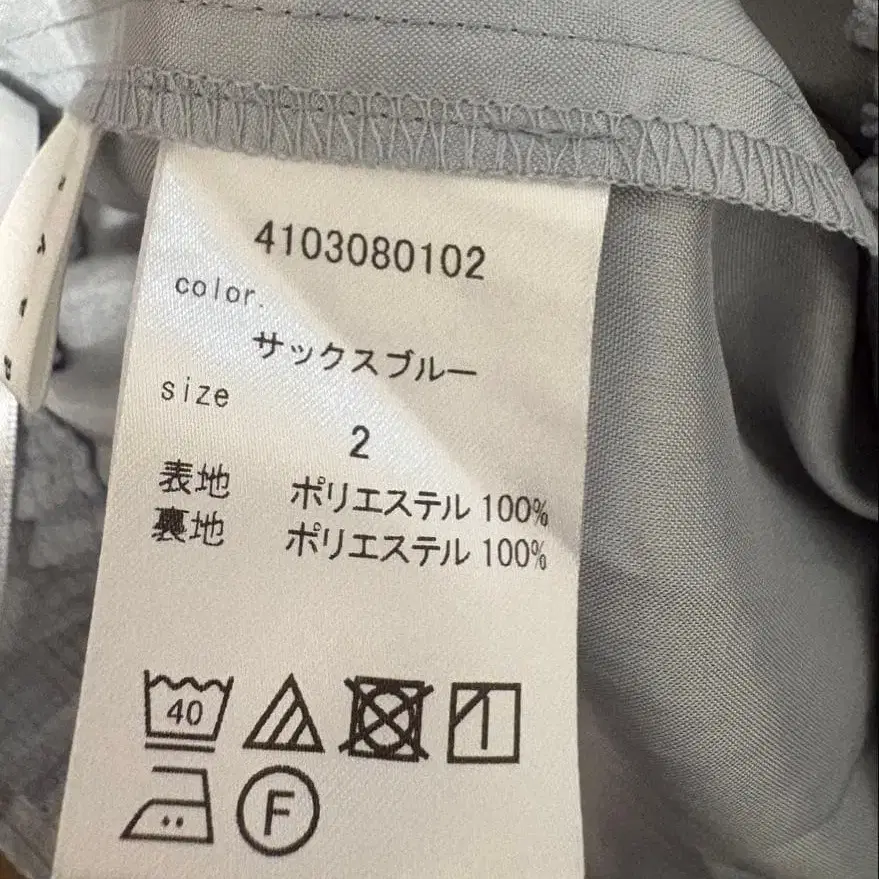 4103080102
color.
サックスブルー
size
2
表地 ポリエステル 100%
裏地 ポリエステル 100%
40
F